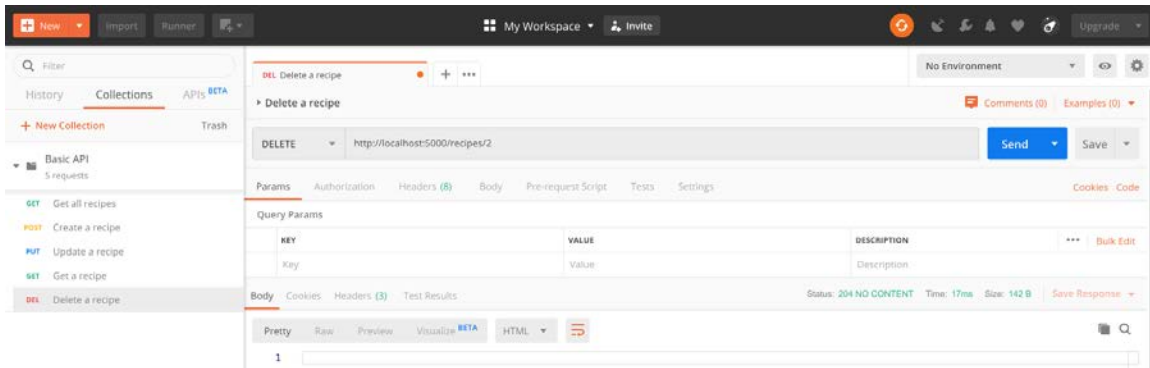 New Import Runner My Workspace Invite Upgrade
Filter
History Collections APIs BETA
+ New Collection Trash
Basic API
5 requests
GET Get all recipes
POST Create a recipe
PUT Update a recipe
GET Get a recipe
DEL Delete a recipe
DEL Delete a recipe + •••
No Environment
Delete a recipe
Comments (0) Examples (0)
DELETE http://localhost:5000/recipes/2 Send Save
Params Authorization Headers (8) Body Pre-request Script Tests Settings Cookies Code
Query Params
KEY VALUE DESCRIPTION ••• Bulk Edit
Key Value Description
Body Cookies Headers (3) Test Results Status: 204 NO CONTENT Time: 17ms Size: 142 B Save Response
Pretty Raw Preview Visualize BETA HTML
1